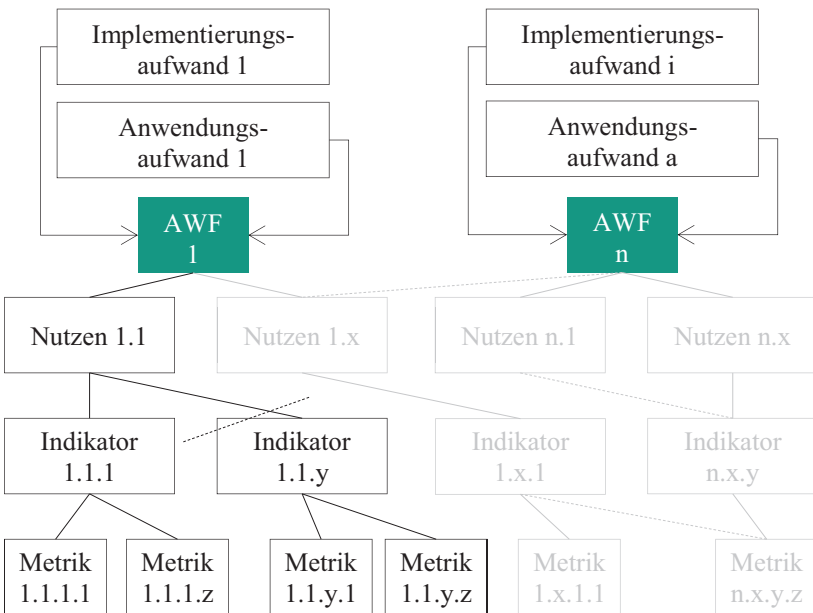 Implementierungs-
aufwand 1
Implementierungs-
aufwand i
Anwendungs-
aufwand 1
Anwendungs-
aufwand a
AWF
1
AWF
n
Nutzen 1.1
Nutzen 1.x
Nutzen n.1
Nutzen n.x
Indikator
1.1.1
Indikator
1.1.y
Indikator
1.x.1
Indikator
n.x.y
Metrik
1.1.1.1
Metrik
1.1.1.z
Metrik
1.1.y.1
Metrik
1.1.y.z
Metrik
1.x.1.1
Metrik
n.x.y.z